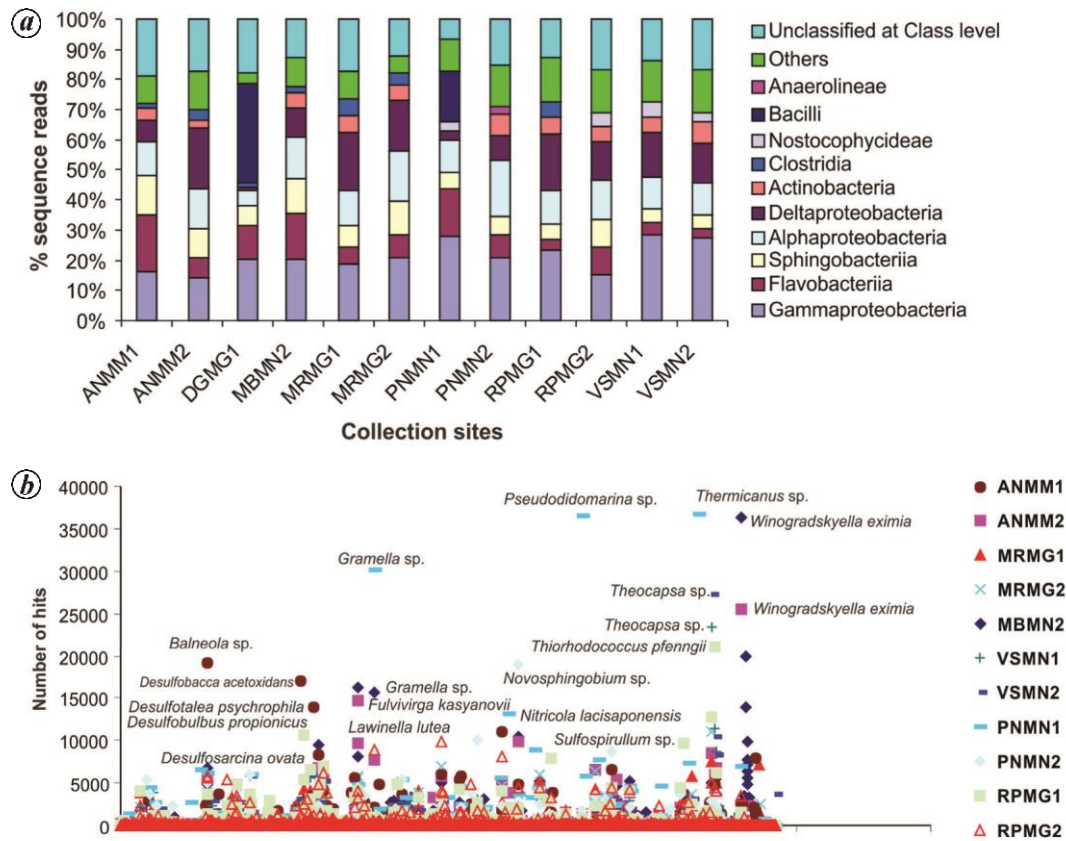 a
100%
90%
80%
70%
60%
50%
40%
30%
20%
10%
0%
% sequence reads
ANMM1
ANMM2
DGMG1
MBMN2
MRMG1
MRMG2
PNMN1
PNMN2
RPMG1
RPMG2
VSMN1
VSMN2
Collection sites
Unclassified at Class level
Others
Anaerolineae
Bacilli
Nostocophycideae
Clostridia
Actinobacteria
Deltaproteobacteria
Alphaproteobacteria
Sphingobacteriia
Flavobacteriia
Gammaproteobacteria
b
40000
35000
30000
25000
20000
15000
10000
5000
0
Number of hits
Pseudodidomarina sp.
Thermicanus sp.
Winogradskyella eximia
Gramella sp.
Theocapsa sp.
Winogradskyella eximia
Theocapsa sp.
Thiorhodococcus pfenngii
Balneola sp.
Desulfobacca acetoxidans
Gramella sp.
Novosphingobium sp.
Desulfotalea psychrophila
Fulvivirga kasyanovii
Desulfobulbus propionicus
Lawinella lutea
Nitricola lacisaponensis
Desulfosarcina ovata
Sulfospirullum sp.
ANMM1
ANMM2
MRMG1
MRMG2
MBMN2
VSMN1
VSMN2
PNMN1
PNMN2
RPMG1
RPMG2